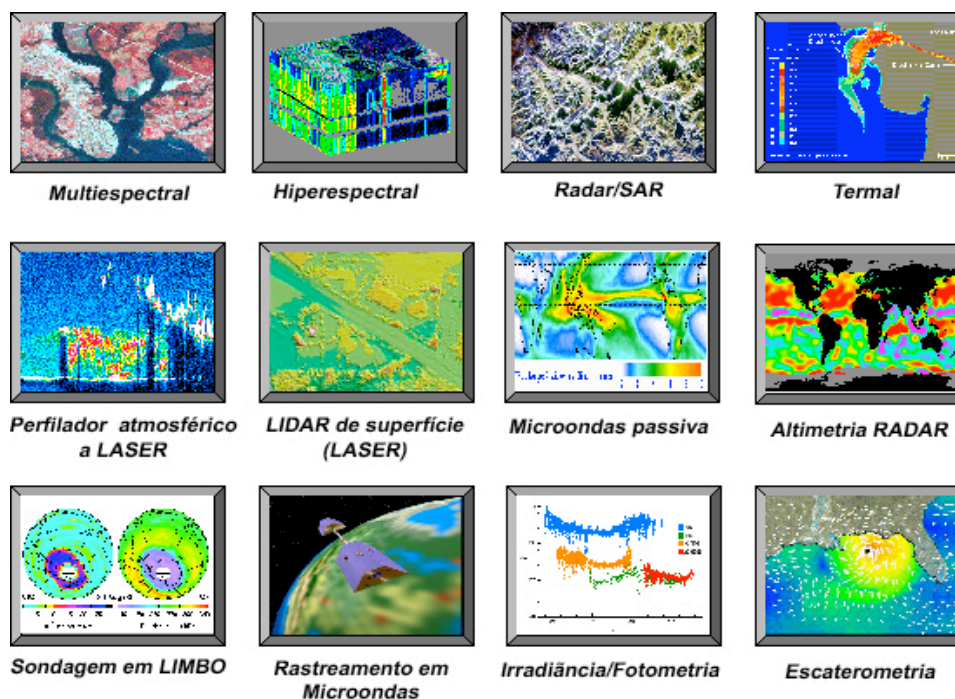 Multiespectral
Hiperespectral
Radar/SAR
Termal
Perfilador atmosférico
a LASER
LIDAR de superfície
(LASER)
Microondas passiva
Altimetria RADAR
Sondagem em LIMBO
Rastreamento em
Microondas
Irradiãncia/Fotometria
Escaterometria